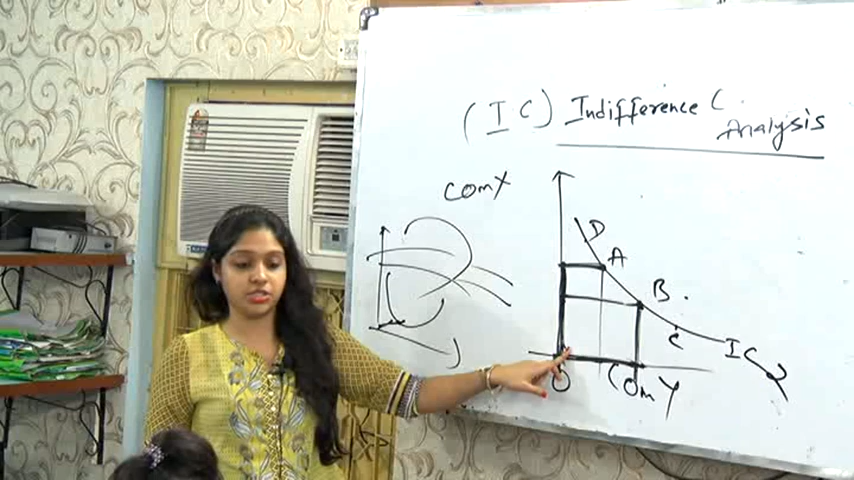 (IC) Indifference C
Analysis
Com X
D
A
B
C
IC
O
Com Y